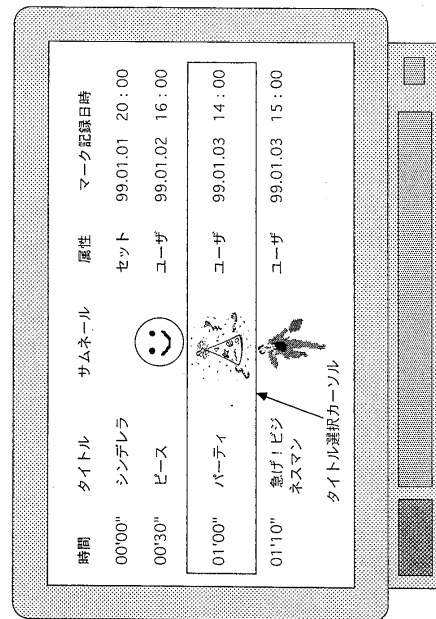 時間 タイトル サムネール 属性 マーク記録日時
00'00" シンデレラ セット 99.01.01 20:00
00'30" ピース ユーザ 99.01.02 16:00
01'00" パーティ ユーザ 99.01.03 14:00
01'10" 急げ!ビジ ユーザ 99.01.03 15:00
ネスマン
タイトル選択カーソル